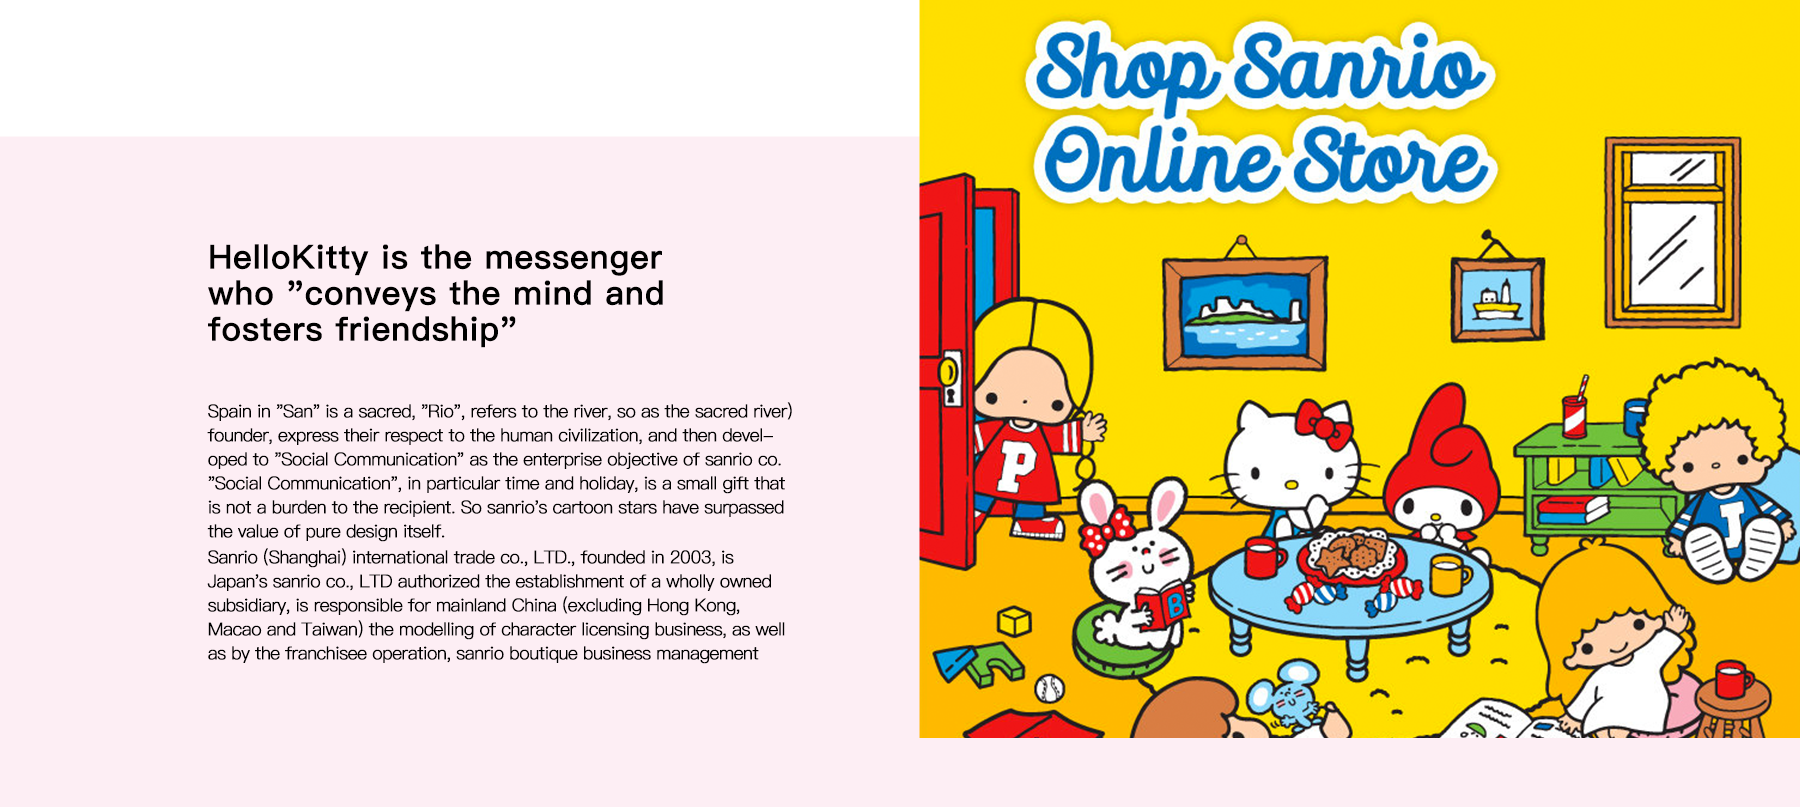 HelloKitty is the messenger
who ”conveys the mind and
fosters friendship”
Spain in ”San” is a sacred, ”Rio”, refers to the river, so as the sacred river)
founder, express their respect to the human civilization, and then devel–
oped to ”Social Communication” as the enterprise objective of sanrio co.
”Social Communication”, in particular time and holiday, is a small gift that
is not a burden to the recipient. So sanrio’s cartoon stars have surpassed
the value of pure design itself.
Sanrio (Shanghai) international trade co., LTD., founded in 2003, is
Japan’s sanrio co., LTD authorized the establishment of a wholly owned
subsidiary, is responsible for mainland China (excluding Hong Kong,
Macao and Taiwan) the modelling of character licensing business, as well
as by the franchisee operation, sanrio boutique business management
Shop Sanrio
Online Store
P
J
B